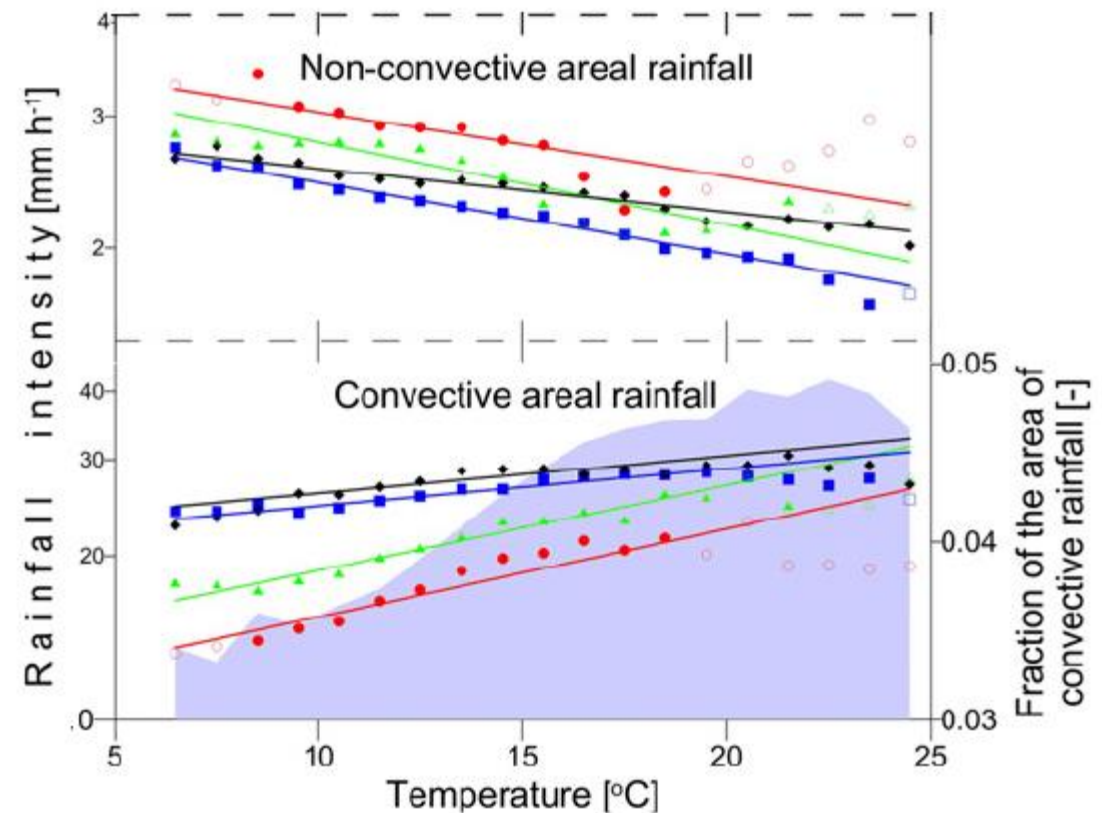 4
3
2
Non-convective areal rainfall
Rainfall intensity [mm h-1]
40
30
20
.0
Convective areal rainfall
0.05
0.04
0.03
Fraction of the area of
convective rainfall [-]
5 10 15 20 25
Temperature [°C]